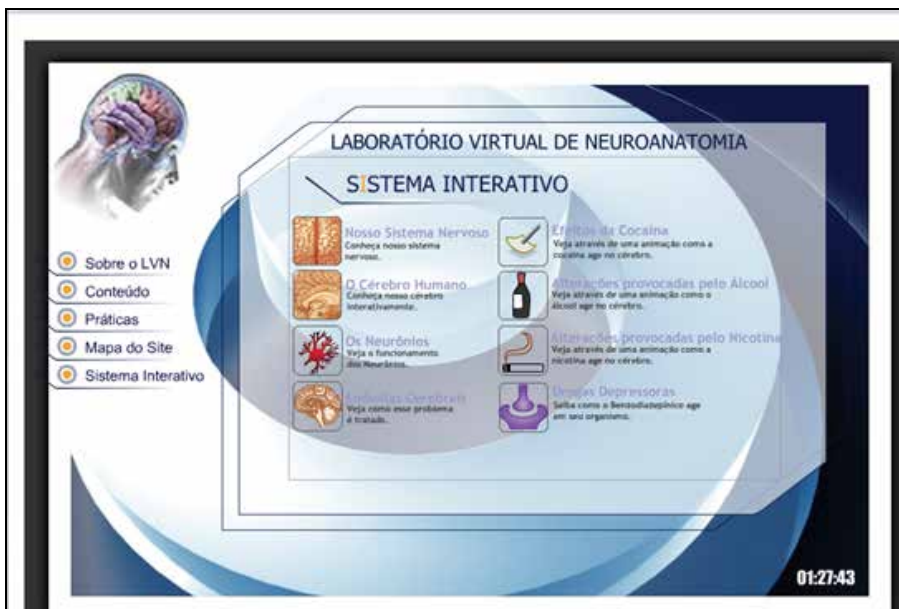 LABORATÓRIO VIRTUAL DE NEUROANATOMIA
SISTEMA INTERATIVO
Sobre o LVN
Conteúdo
Práticas
Mapa do Site
Sistema Interativo
Nosso Sistema Nervoso
Conheça nosso sistema
nervoso.
O Cérebro Humano
Conheça nosso cérebro
interativamente.
Os Neurônios
Veja o funcionamento
dos Neurônios.
Embolias Cerebrais
Veja como esse problema
é tratado.
Efeitos da Cocaína
Veja através de uma animação como a
cocaína age no cérebro.
Alterações provocadas pelo Álcool
Veja através de uma animação como o
álcool age no cérebro.
Alterações provocadas pelo Nicotina
Veja através de uma animação como a
nicotina age no cérebro.
Drogas Depressoras
Saiba como o Benzodiazepínico age
em seu organismo.
01:27:43